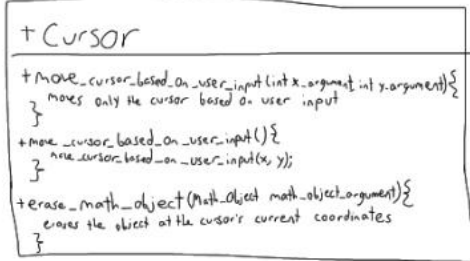 + Cursor
+ move_cursor_based_on_user_input(int x_argument, int y-argument){
moves only the cursor based on user input
}
+move_cursor_based_on_user_input(){
move_cursor_based_on_user_input(x, y);
}
+erase_math_object(Math_Object math_object_argument){
erases the object at the cursor's current coordinates
}